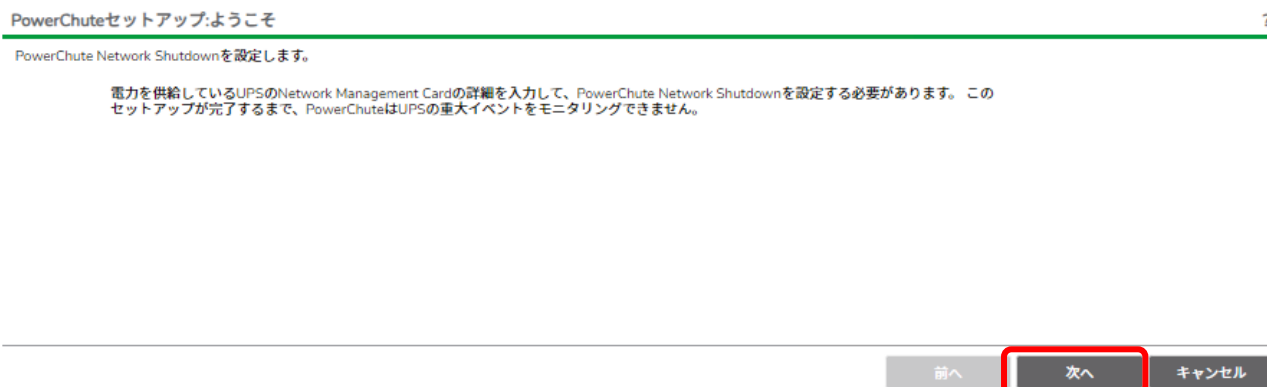 PowerChuteセットアップ:ようこそ
?
PowerChute Network Shutdownを設定します。
電力を供給しているUPSのNetwork Management Cardの詳細を入力して、PowerChute Network Shutdownを設定する必要があります。 この
セットアップが完了するまで、PowerChuteはUPSの重大イベントをモニタリングできません。
前へ 次へ キャンセル